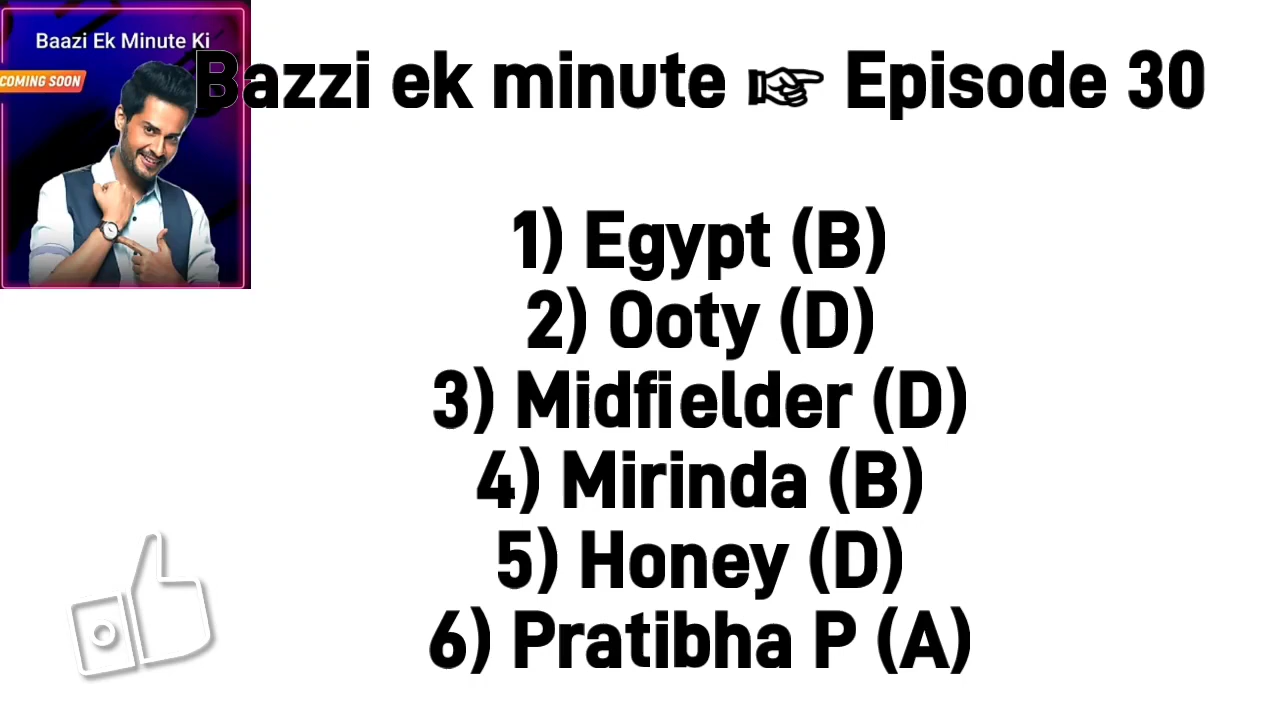 Baazi Ek Minute Ki
COMING SOON
Bazzi ek minute ☞ Episode 30
1) Egypt (B)
2) Ooty (D)
3) Midfielder (D)
4) Mirinda (B)
5) Honey (D)
6) Pratibha P (A)